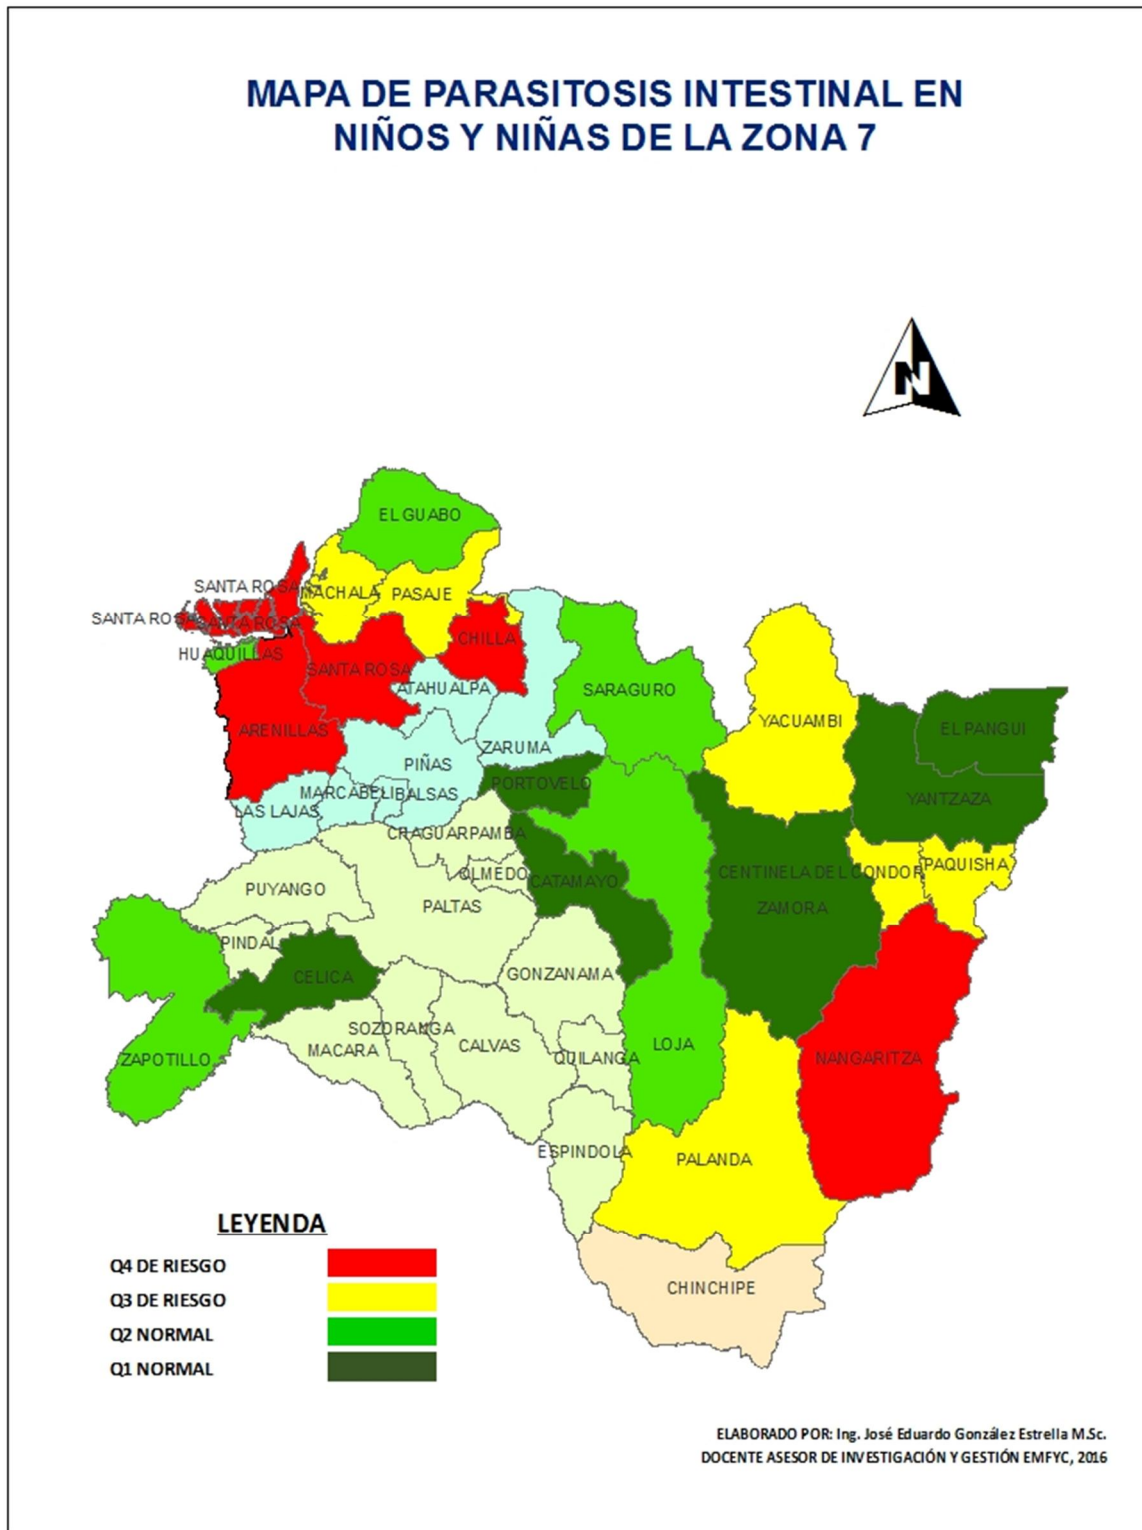 MAPA DE PARASITOSIS INTESTINAL EN
NIÑOS Y NIÑAS DE LA ZONA 7
N
EL GUABO
SANTA ROSA
MACHALA
PASAJE
SANTA ROSA
SANTA ROSA
CHILLA
HUAQUILLAS
SANTA ROSA
ATAHUALPA
SARAGURO
YACUAMBI
ARENILLAS
ZARUMA
EL PANGUI
PIÑAS
PORTOVELO
MARCABELI
BALSAS
YANTZAZA
LAS LAJAS
CHAGUARPAMBA
PAQUISHA
OLMEDO
CATAMAYO
CENTINELA DEL CONDOR
PUYANGO
PALTAS
ZAMORA
PINDAL
CELICA
GONZANAMA
SOZORANGA
MACARA
CALVAS
QUILANGA
LOJA
ZAPOTILLO
NANGARITZA
ESPINDOLA
PALANDA
CHINCHIPE
LEYENDA
Q4 DE RIESGO
Q3 DE RIESGO
Q2 NORMAL
Q1 NORMAL
ELABORADO POR: Ing. José Eduardo González Estrella M.Sc.
DOCENTE ASESOR DE INVESTIGACIÓN Y GESTIÓN EMFYC, 2016